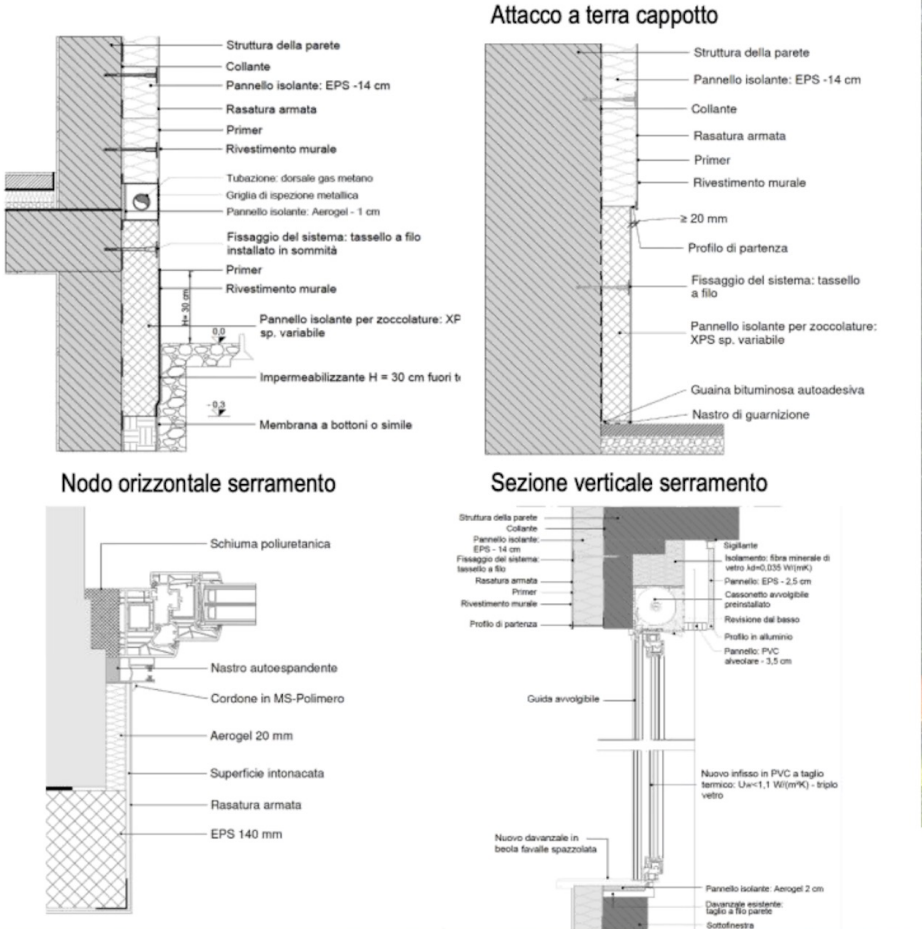 Struttura della parete
Collante
Pannello isolante: EPS -14 cm
Rasatura armata
Primer
Rivestimento murale
Tubazione: dorsale gas metano
Griglia di ispezione metallica
Pannello isolante: Aerogel - 1 cm
Fissaggio del sistema: tassello a filo
installato in sommità
Primer
Rivestimento murale
H= 30 cm
Pannello isolante per zoccolature: XP
sp. variabile
0,0
Impermeabilizzante H = 30 cm fuori te
- 0,3
Membrana a bottoni o simile
Attacco a terra cappotto
Struttura della parete
Pannello isolante: EPS -14 cm
Collante
Rasatura armata
Primer
Rivestimento murale
≥ 20 mm
Profilo di partenza
Fissaggio del sistema: tassello
a filo
Pannello isolante per zoccolature:
XPS sp. variabile
Guaina bituminosa autoadesiva
Nastro di guarnizione
Nodo orizzontale serramento
Schiuma poliuretanica
Nastro autoespandente
Cordone in MS-Polimero
Aerogel 20 mm
Superficie intonacata
Rasatura armata
EPS 140 mm
Sezione verticale serramento
Struttura della parete
Collante
Pannello isolante:
EPS - 14 cm
Fissaggio del sistema:
tassello a filo
Rasatura armata
Primer
Rivestimento murale
Profilo di partenza
Sigillante
Isolamento: fibra minerale di
vetro λd=0,035 W/(mK)
Pannello: EPS - 2,5 cm
Cassonetto avvolgibile
preinstallato
Revisione dal basso
Profilo in alluminio
Pannello: PVC
alveolare - 3,5 cm
Guida avvolgibile
Nuovo infisso in PVC a taglio
termico: Uw<1,1 W/(m²K) - triplo
vetro
Nuovo davanzale in
beola favalle spazzolata
Pannello isolante: Aerogel 2 cm
Davanzale esistente:
taglio a filo parete
Sottofinestra